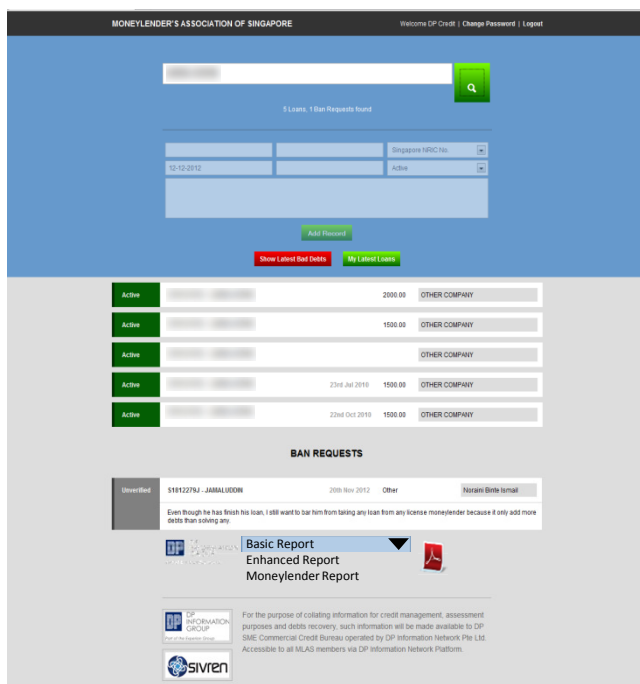 MONEYLENDER'S ASSOCIATION OF SINGAPORE
Welcome DP Credit | Change Password | Logout
5 Loans, 1 Ban Requests found
Singapore NRIC No.
12-12-2012
Active
Add Record
Show Latest Bad Debts
My Latest Loans
Active 2000.00 OTHER COMPANY
Active 1500.00 OTHER COMPANY
Active OTHER COMPANY
Active 23rd Jul 2010 1500.00 OTHER COMPANY
Active 22nd Oct 2010 1500.00 OTHER COMPANY
BAN REQUESTS
Unverified S1812279J - JAMALUDDIN 20th Nov 2012 Other Noraini Binte Ismail
Even though he has finish his loan, I still want to bar him from taking any loan from any license moneylender because it only add more
debts than solving any.
DP
Basic Report
Enhanced Report
Moneylender Report
DP
INFORMATION
GROUP
Part of the Experian Group
sivren
For the purpose of collating information for credit management, assessment
purposes and debts recovery, such information will be made available to DP
SME Commercial Credit Bureau operated by DP Information Network Pte Ltd.
Accessible to all MLAS members via DP Information Network Platform.